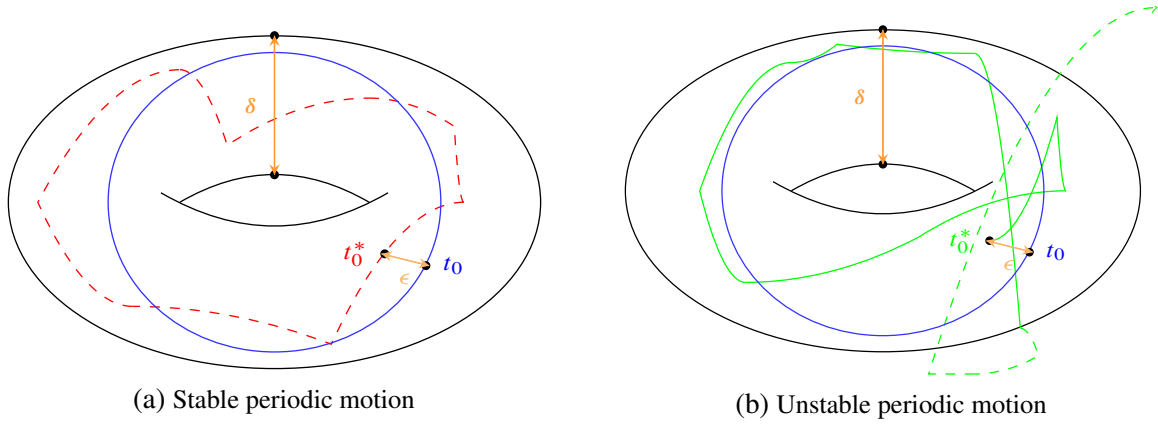 δ
t₀*
t₀
ϵ
(a) Stable periodic motion
δ
t₀*
t₀
ϵ
(b) Unstable periodic motion